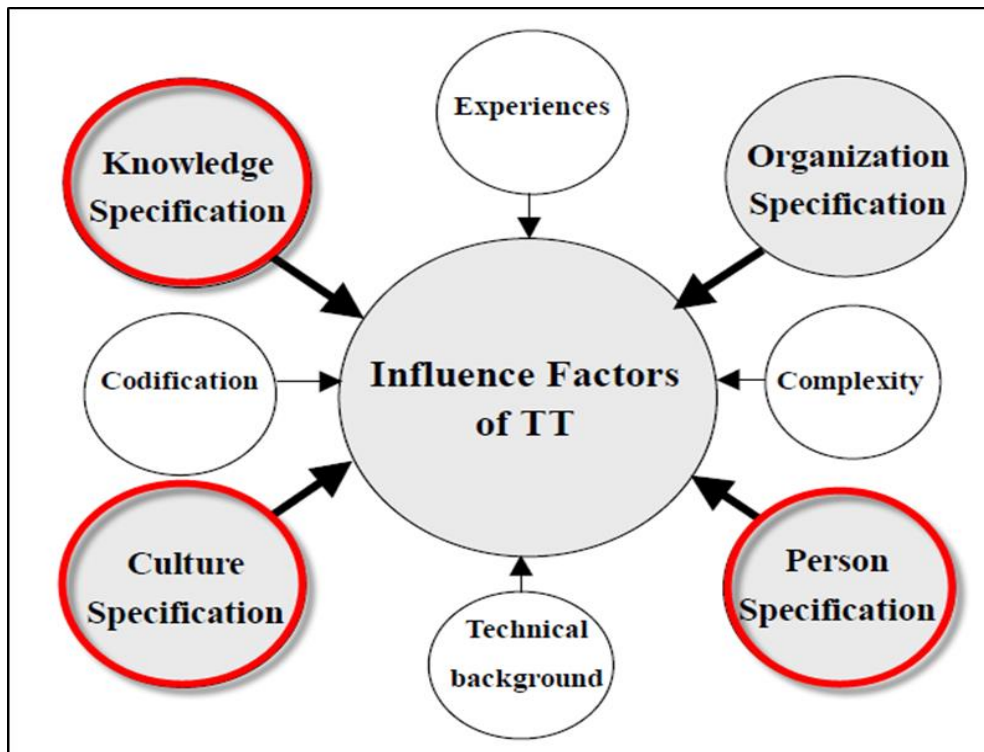 Experiences
Knowledge
Specification
Organization
Specification
Codification
Influence Factors
of TT
Complexity
Culture
Specification
Person
Specification
Technical
background